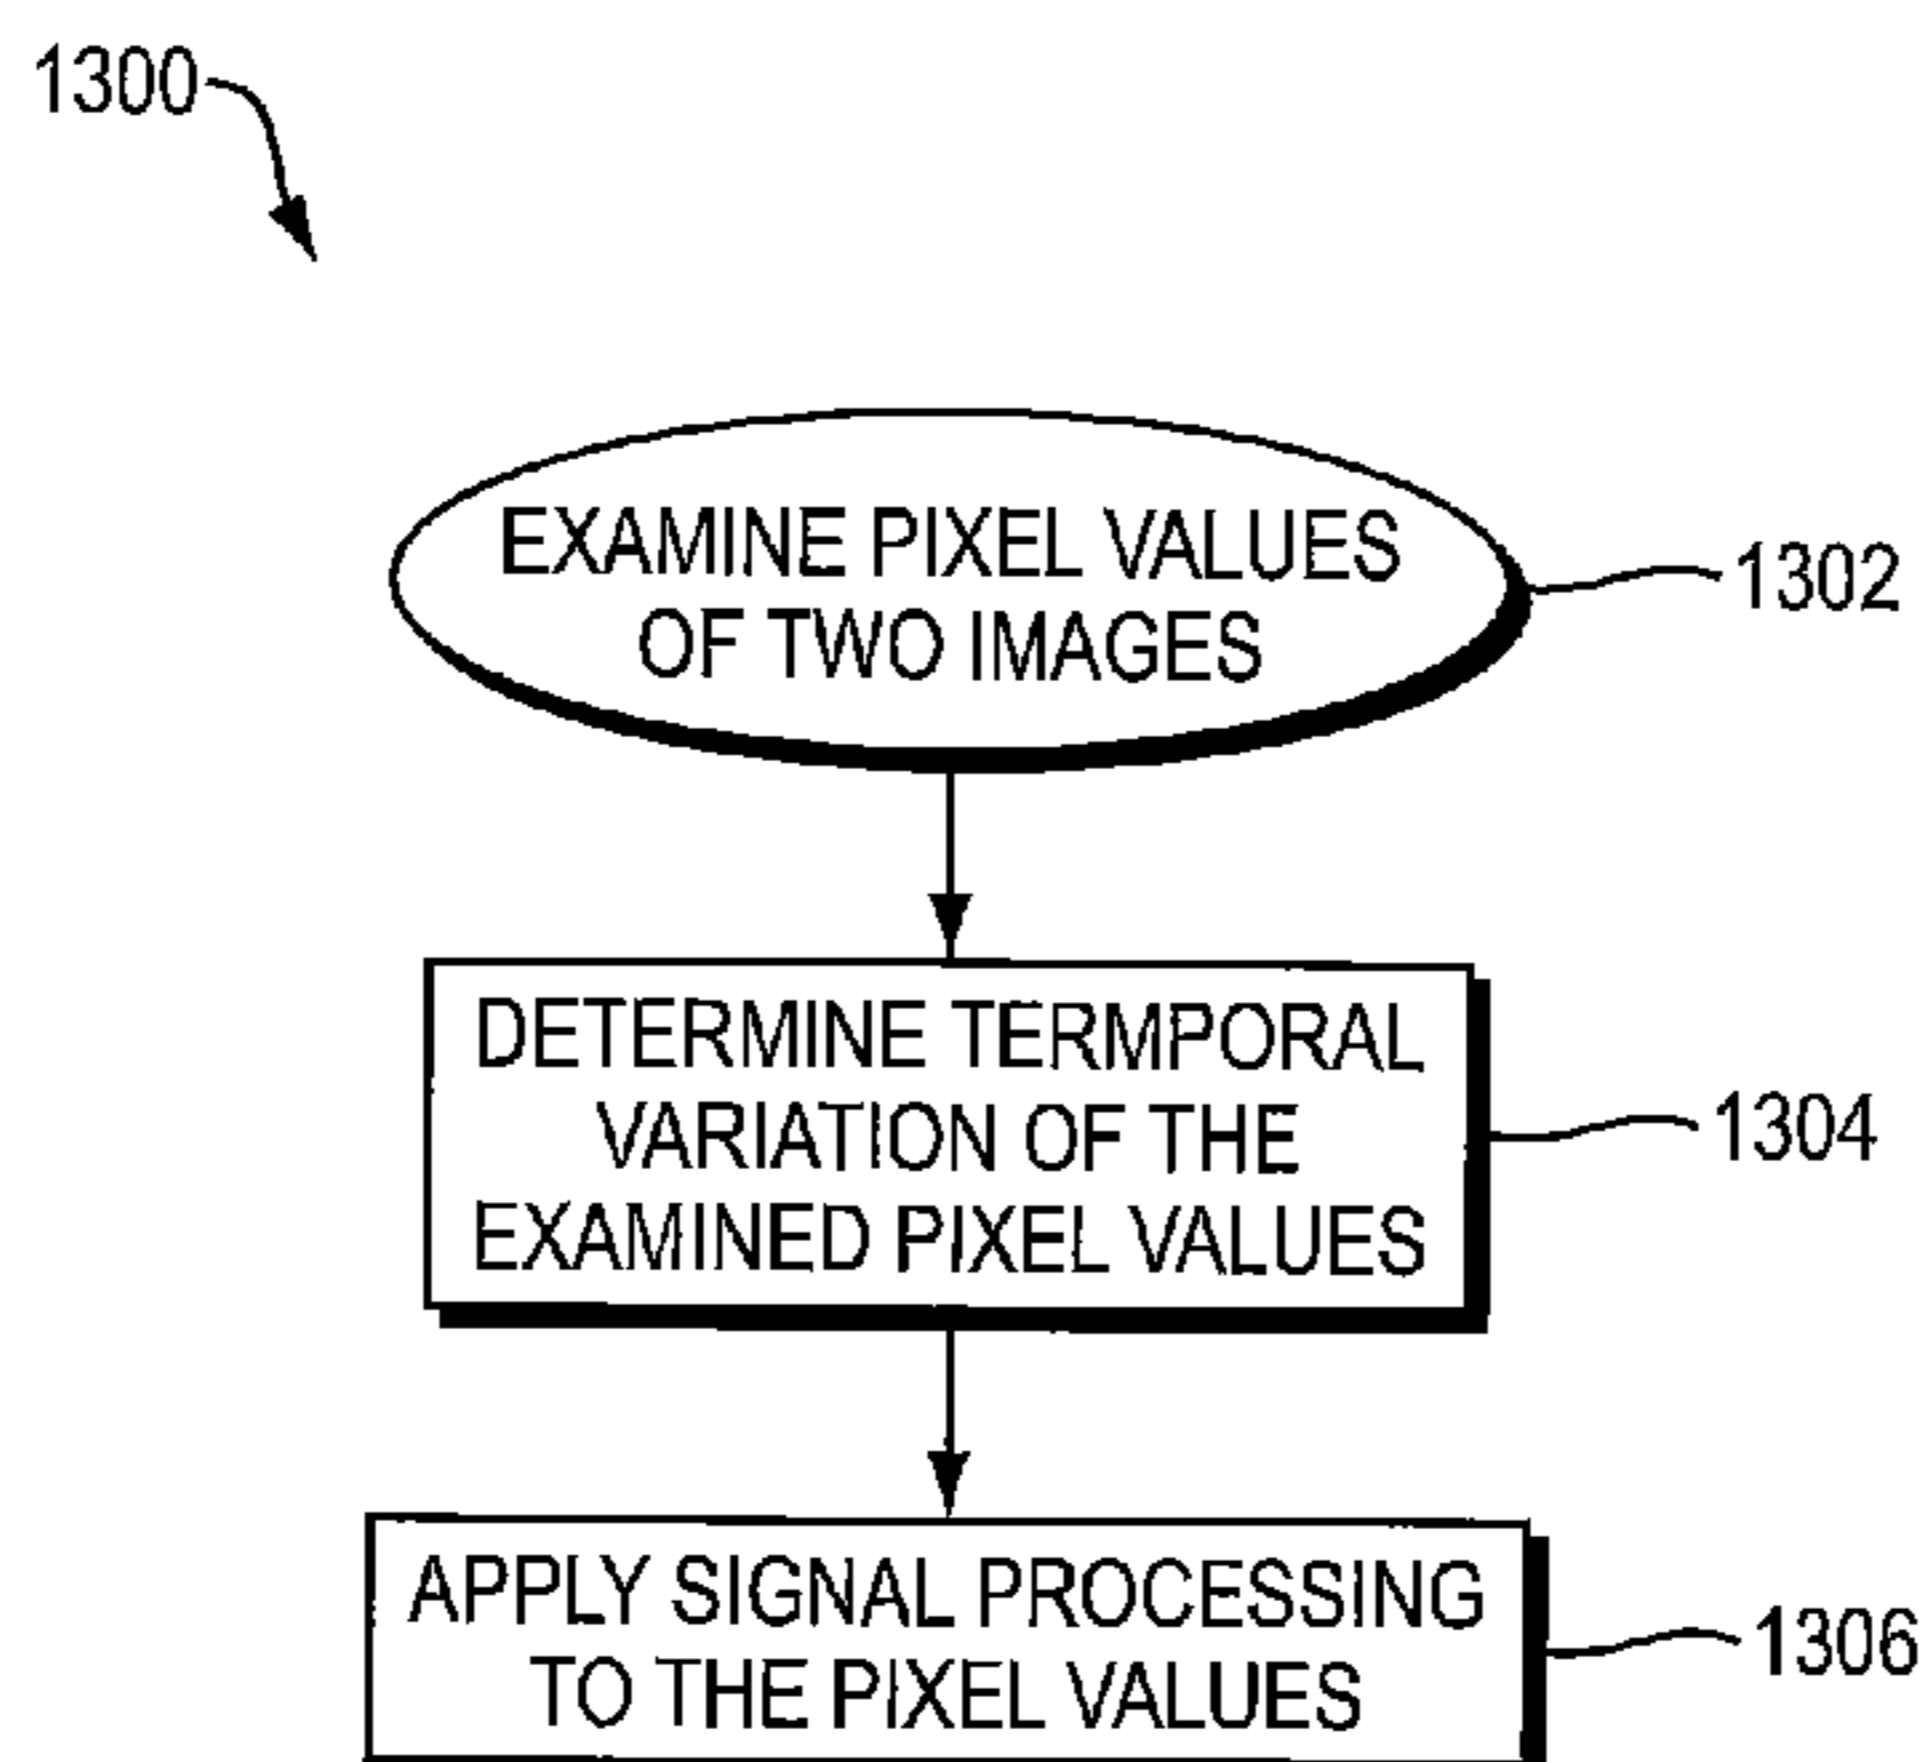 1300
EXAMINE PIXEL VALUES
OF TWO IMAGES
1302
DETERMINE TERMPORAL
VARIATION OF THE
EXAMINED PIXEL VALUES
1304
APPLY SIGNAL PROCESSING
TO THE PIXEL VALUES
1306